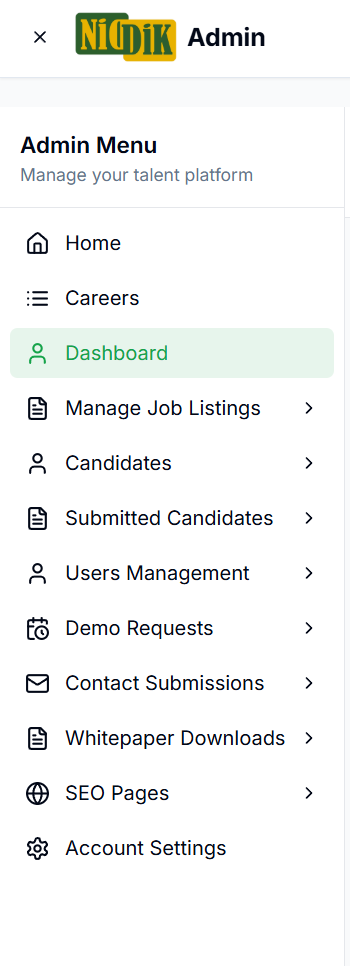 NiCDiK Admin
Admin Menu
Manage your talent platform
Home
Careers
Dashboard
Manage Job Listings
Candidates
Submitted Candidates
Users Management
Demo Requests
Contact Submissions
Whitepaper Downloads
SEO Pages
Account Settings